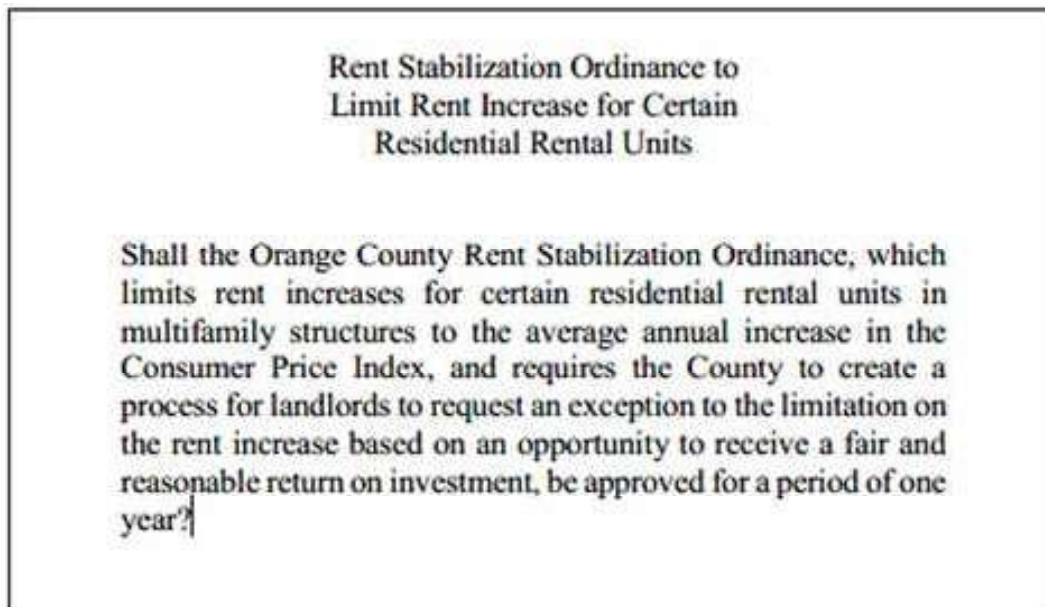 Rent Stabilization Ordinance to
Limit Rent Increase for Certain
Residential Rental Units
Shall the Orange County Rent Stabilization Ordinance, which
limits rent increases for certain residential rental units in
multifamily structures to the average annual increase in the
Consumer Price Index, and requires the County to create a
process for landlords to request an exception to the limitation on
the rent increase based on an opportunity to receive a fair and
reasonable return on investment, be approved for a period of one
year?